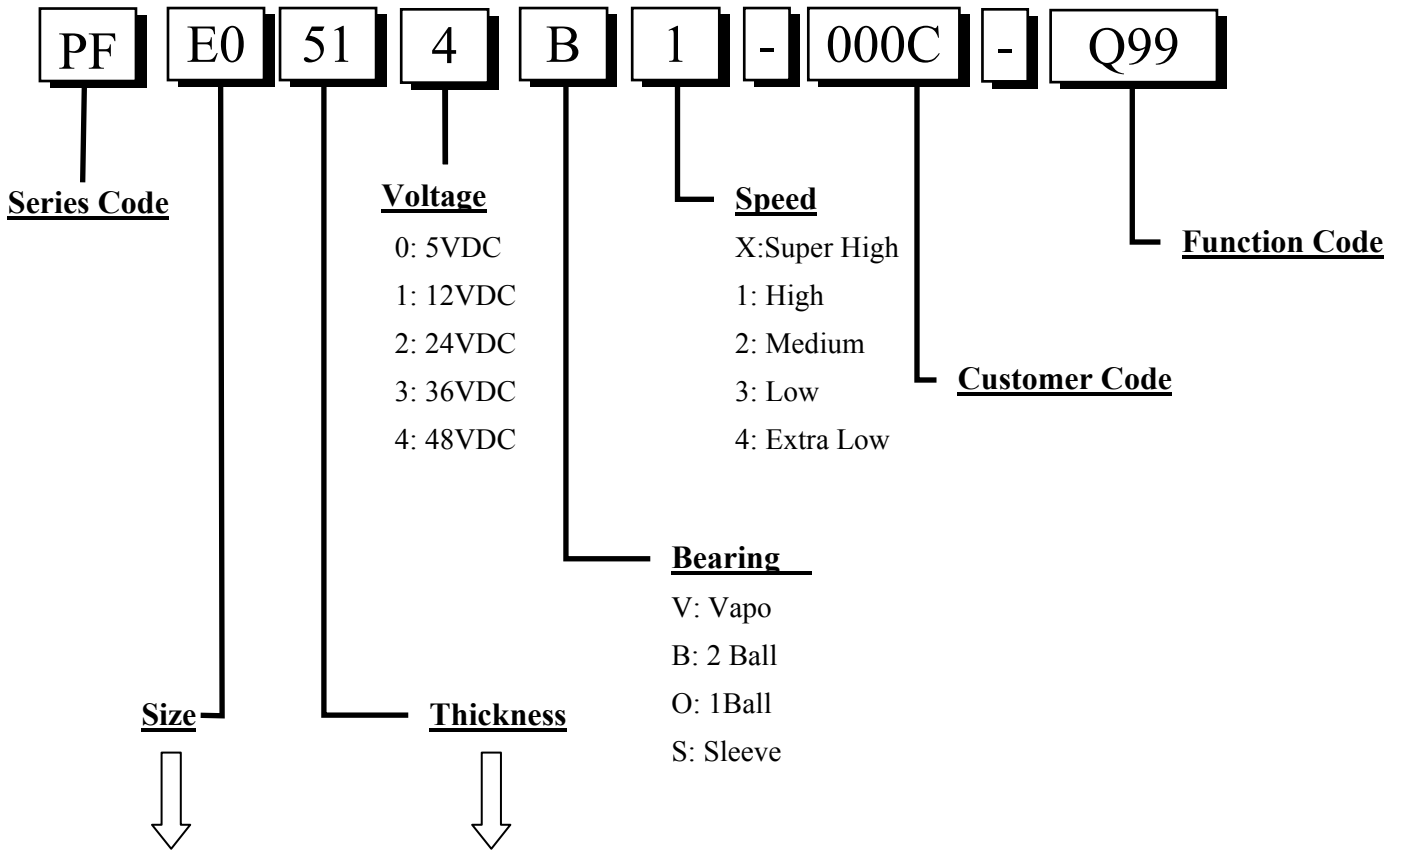 PF E0 51 4 B 1 - 000C - Q99
Series Code
Voltage
0: 5VDC
1: 12VDC
2: 24VDC
3: 36VDC
4: 48VDC
Speed
X:Super High
1: High
2: Medium
3: Low
4: Extra Low
Function Code
Customer Code
Bearing
V: Vapo
B: 2 Ball
O: 1Ball
S: Sleeve
Size
Thickness